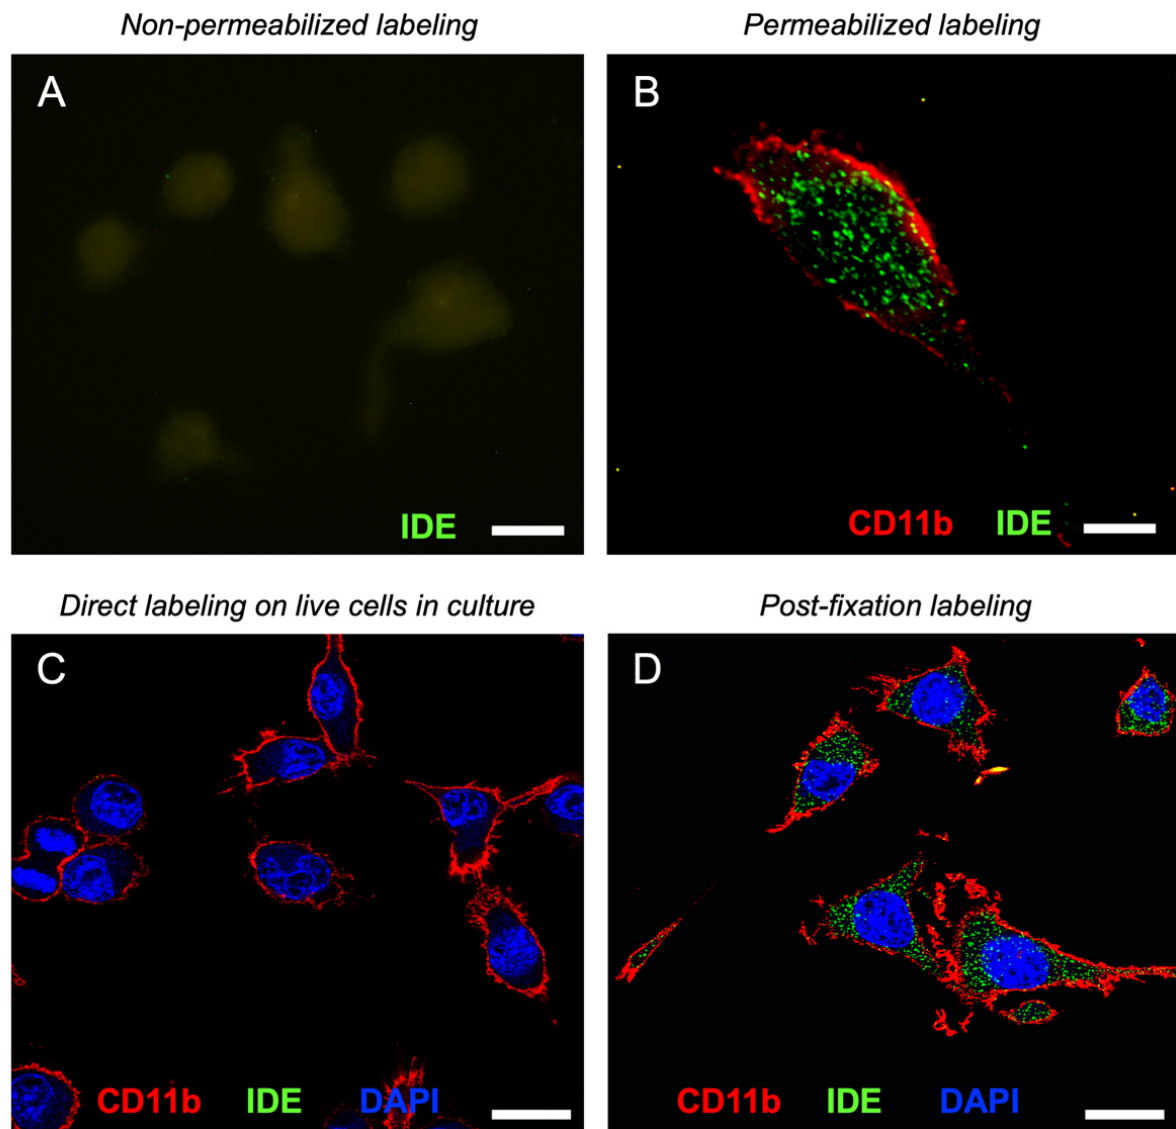 Non-permeabilized labeling
Permeabilized labeling
A
B
IDE
CD11b IDE
Direct labeling on live cells in culture
Post-fixation labeling
C
D
CD11b IDE DAPI
CD11b IDE DAPI